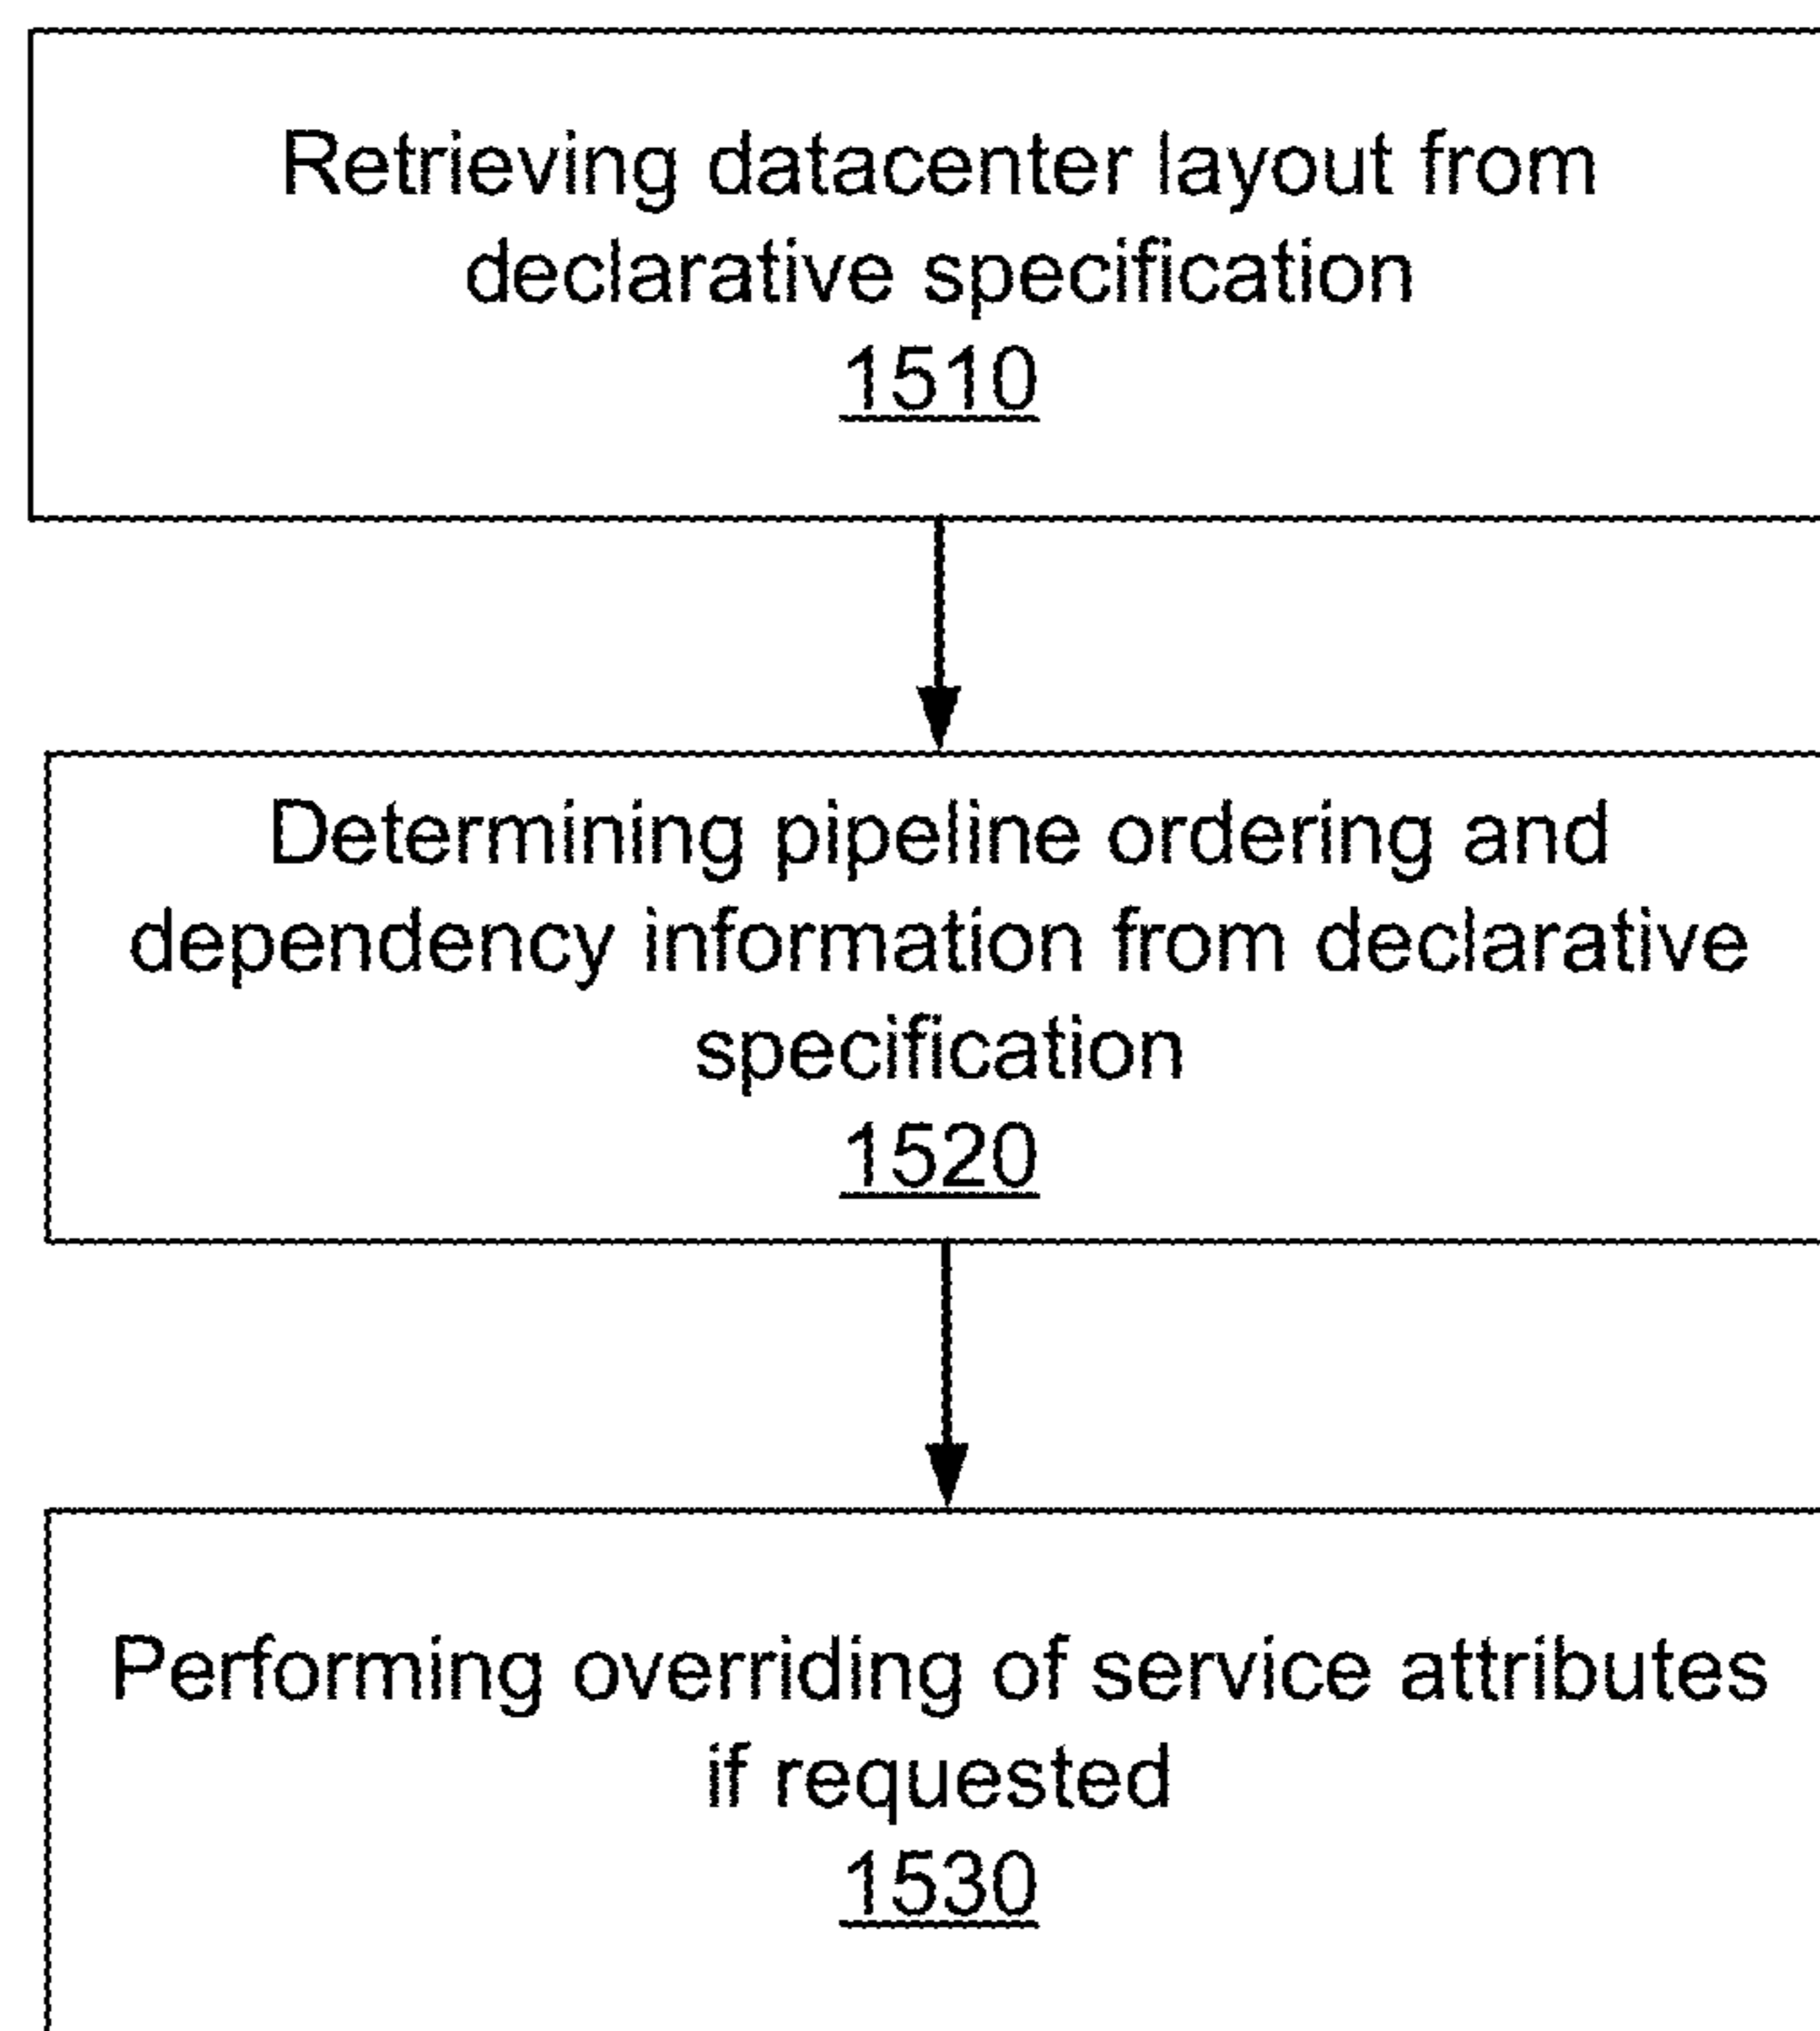 Retrieving datacenter layout from
declarative specification
1510
Determining pipeline ordering and
dependency information from declarative
specification
1520
Performing overriding of service attributes
if requested
1530